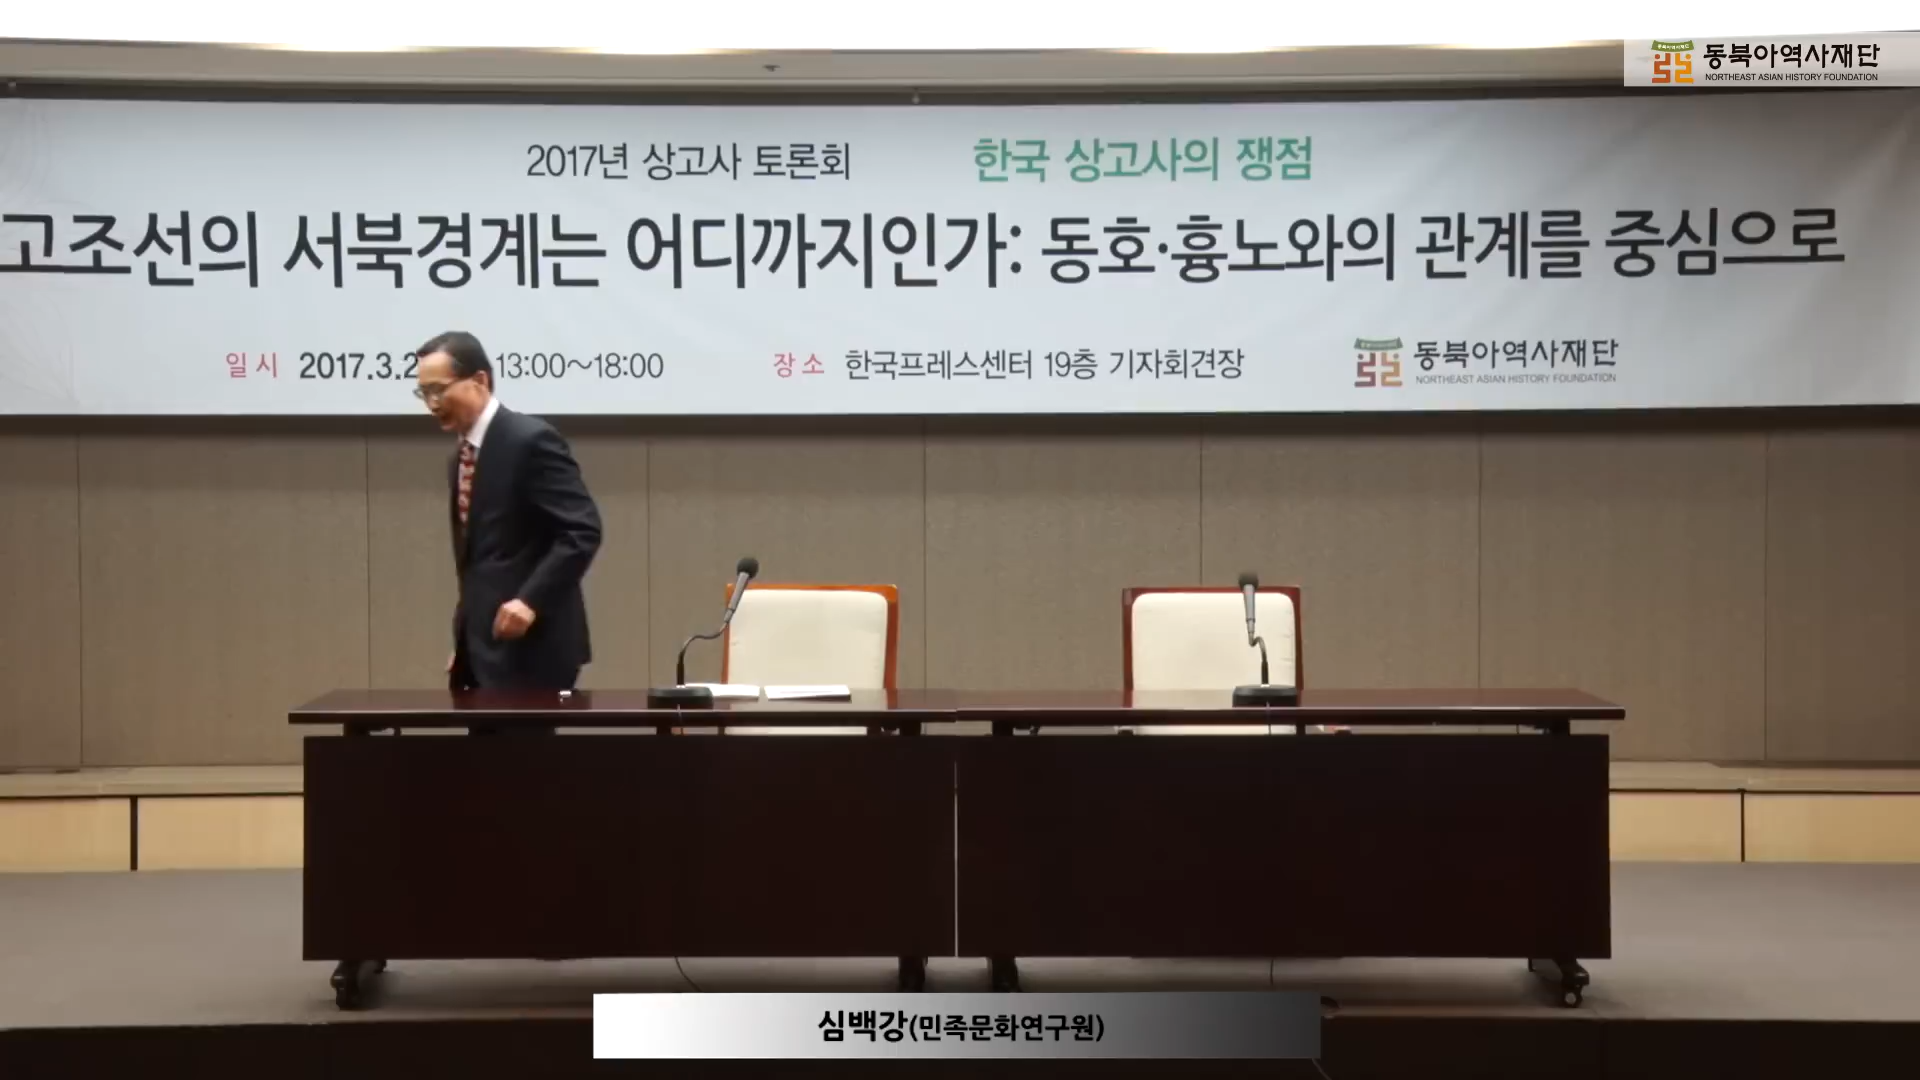 동북아역사재단
NORTHEAST ASIAN HISTORY FOUNDATION
2017년 상고사 토론회 한국 상고사의 쟁점
고조선의 서북경계는 어디까지인가: 동호·흉노와의 관계를 중심으로
일시 2017.3.2 13:00~18:00 장소 한국프레스센터 19층 기자회견장
동북아역사재단
NORTHEAST ASIAN HISTORY FOUNDATION
심백강(민족문화연구원)